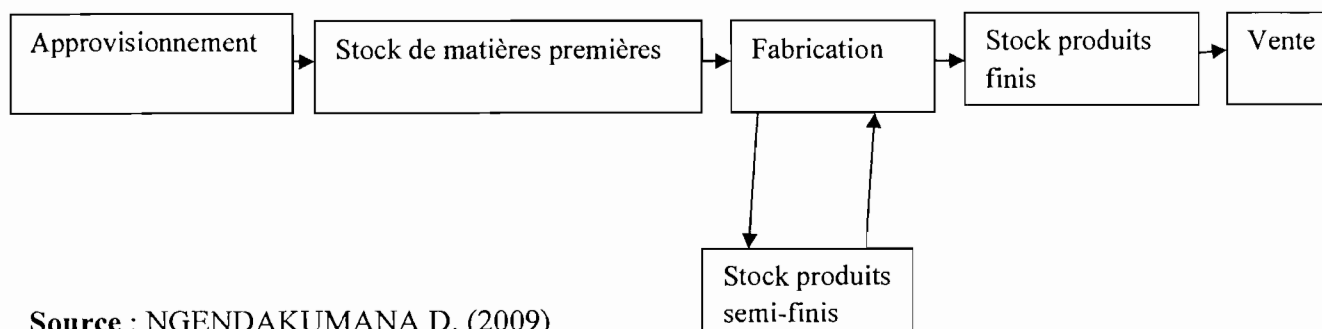 Approvisionnement
Stock de matières premières
Fabrication
Stock produits
finis
Vente
Stock produits
semi-finis
Source : NGENDAKUMANA D. (2009)